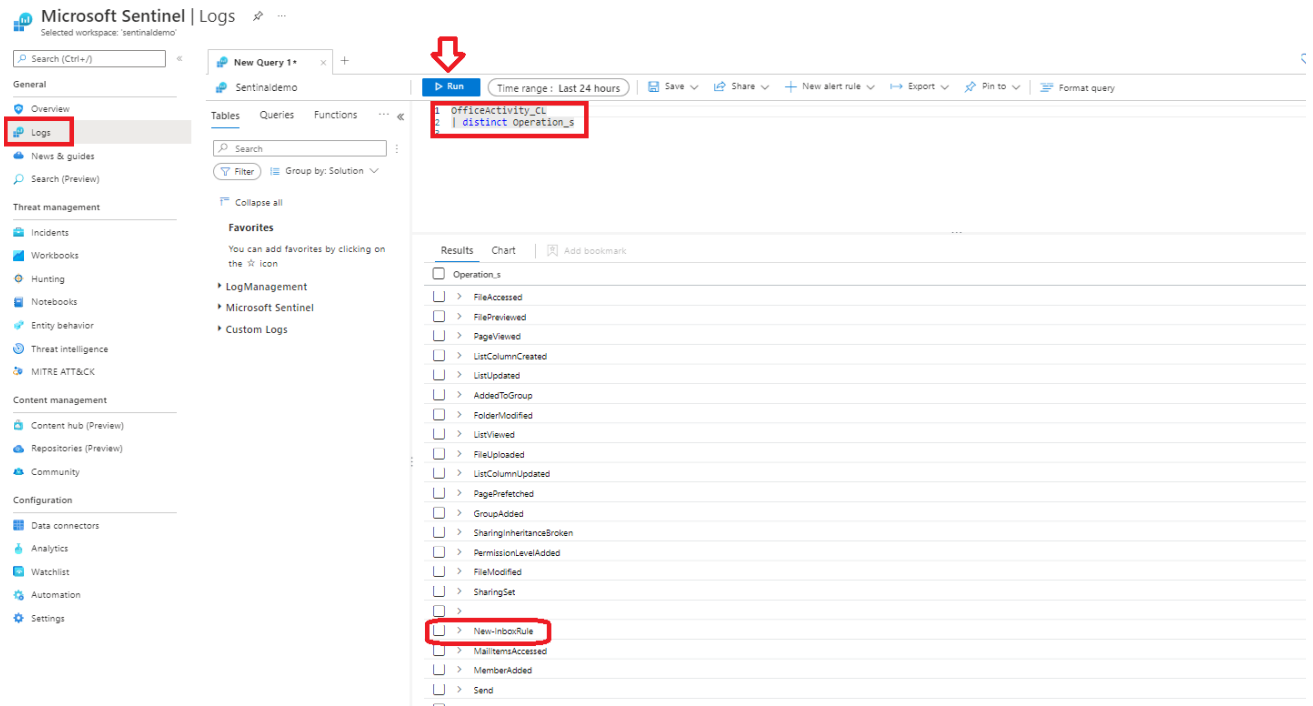 Microsoft Sentinel | Logs
Selected workspace: 'sentinaldemo'
Search (Ctrl+/)
General
Overview
Logs
News & guides
Search (Preview)
Threat management
Incidents
Workbooks
Hunting
Notebooks
Entity behavior
Threat intelligence
MITRE ATT&CK
Content management
Content hub (Preview)
Repositories (Preview)
Community
Configuration
Data connectors
Analytics
Watchlist
Automation
Settings
New Query 1*
Sentinaldemo
Tables Queries Functions
Search
Filter Group by: Solution
Collapse all
Favorites
You can add favorites by clicking on
the ☆ icon
LogManagement
Microsoft Sentinel
Custom Logs
Run Time range : Last 24 hours Save Share New alert rule Export Pin to Format query
1 OfficeActivity_CL
2 | distinct Operation_s
3
Results Chart Add bookmark
Operation_s
FileAccessed
FilePreviewed
PageViewed
ListColumnCreated
ListUpdated
AddedToGroup
FolderModified
ListViewed
FileUploaded
ListColumnUpdated
PagePrefetched
GroupAdded
SharingInheritanceBroken
PermissionLevelAdded
FileModified
SharingSet
New-InboxRule
MailItemsAccessed
MemberAdded
Send